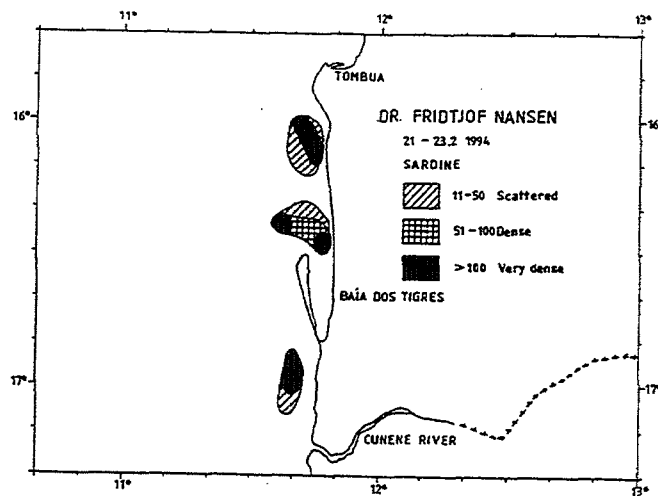 11° 12° 13°
TOMBUA
16° 16°
DR. FRIDTJOF NANSEN
21 - 23.2 1994
SARDINE
11-50 Scattered
51-100 Dense
>100 Very dense
BAÍA DOS TIGRES
17° 17°
CUNENE RIVER
11° 12° 13°